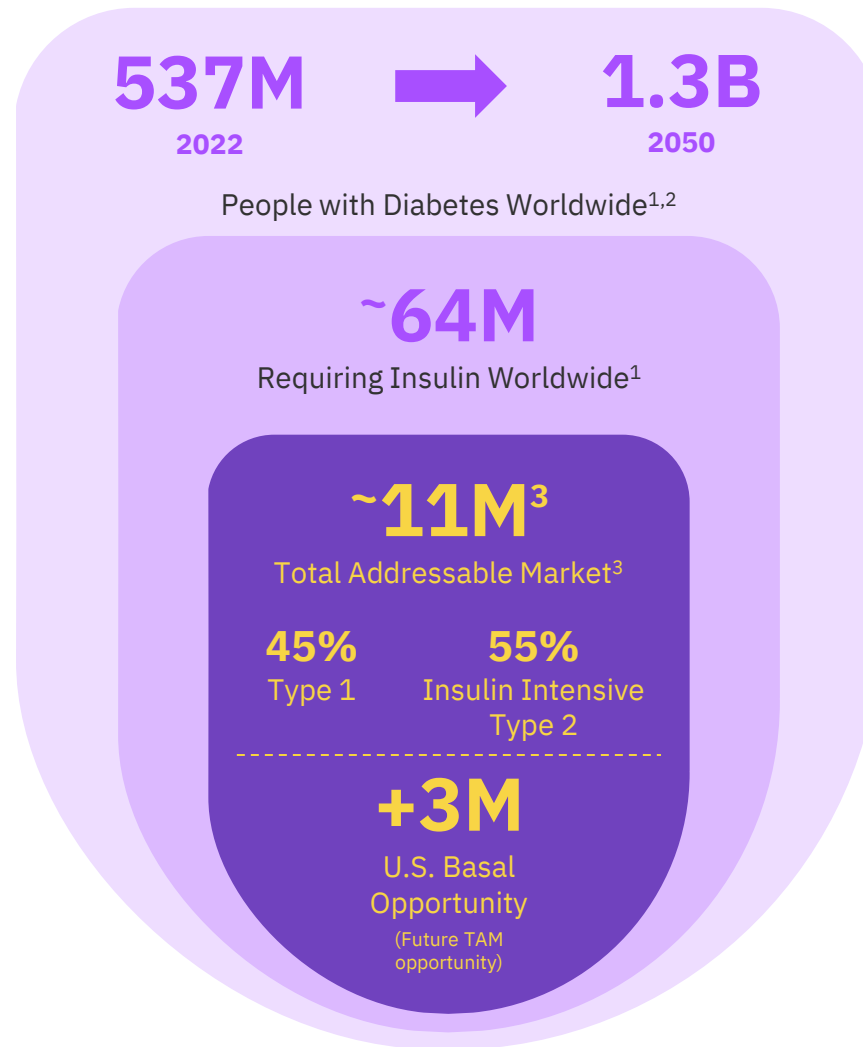 537M 1.3B
2022 2050
People with Diabetes Worldwide¹,²
~64M
Requiring Insulin Worldwide¹
~11M³
Total Addressable Market³
45% 55%
Type 1 Insulin Intensive
Type 2
+3M
U.S. Basal
Opportunity
(Future TAM
opportunity)